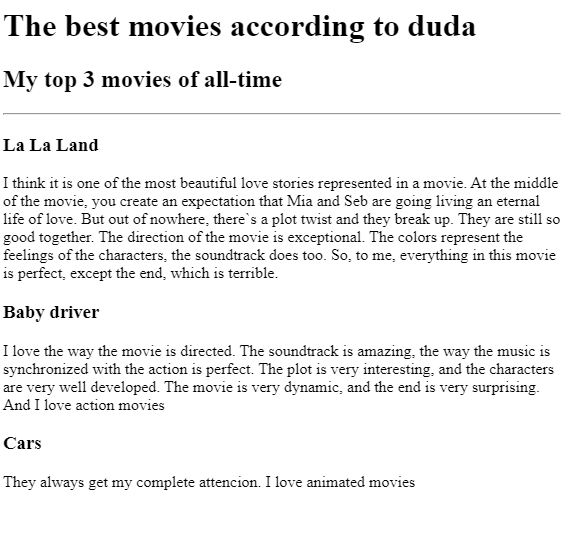 The best movies according to duda
My top 3 movies of all-time
La La Land
I think it is one of the most beautiful love stories represented in a movie. At the middle
of the movie, you create an expectation that Mia and Seb are going living an eternal
life of love. But out of nowhere, there`s a plot twist and they break up. They are still so
good together. The direction of the movie is exceptional. The colors represent the
feelings of the characters, the soundtrack does too. So, to me, everything in this movie
is perfect, except the end, which is terrible.
Baby driver
I love the way the movie is directed. The soundtrack is amazing, the way the music is
synchronized with the action is perfect. The plot is very interesting, and the characters
are very well developed. The movie is very dynamic, and the end is very surprising.
And I love action movies
Cars
They always get my complete attencion. I love animated movies